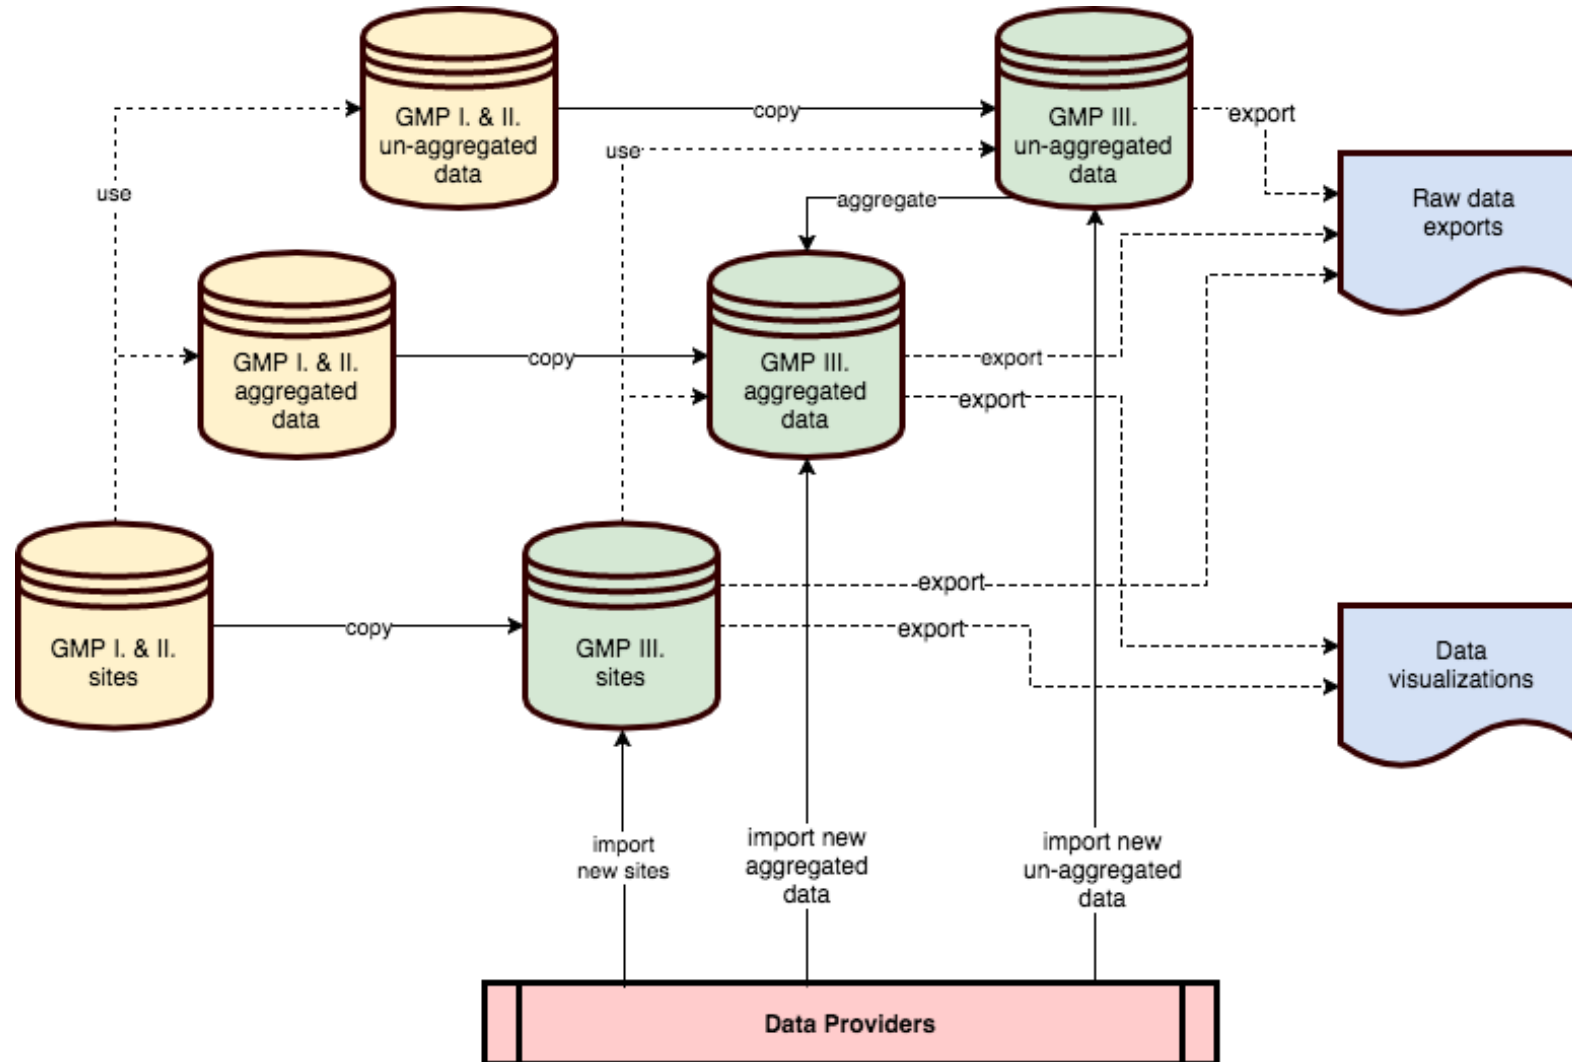 GMP I. & II.
un-aggregated
data
copy
GMP III.
un-aggregated
data
export
use
use
aggregate
Raw data
exports
GMP I. & II.
aggregated
data
copy
GMP III.
aggregated
data
export
export
GMP I. & II.
sites
copy
GMP III.
sites
export
export
Data
visualizations
import
new sites
import new
aggregated
data
import new
un-aggregated
data
Data Providers